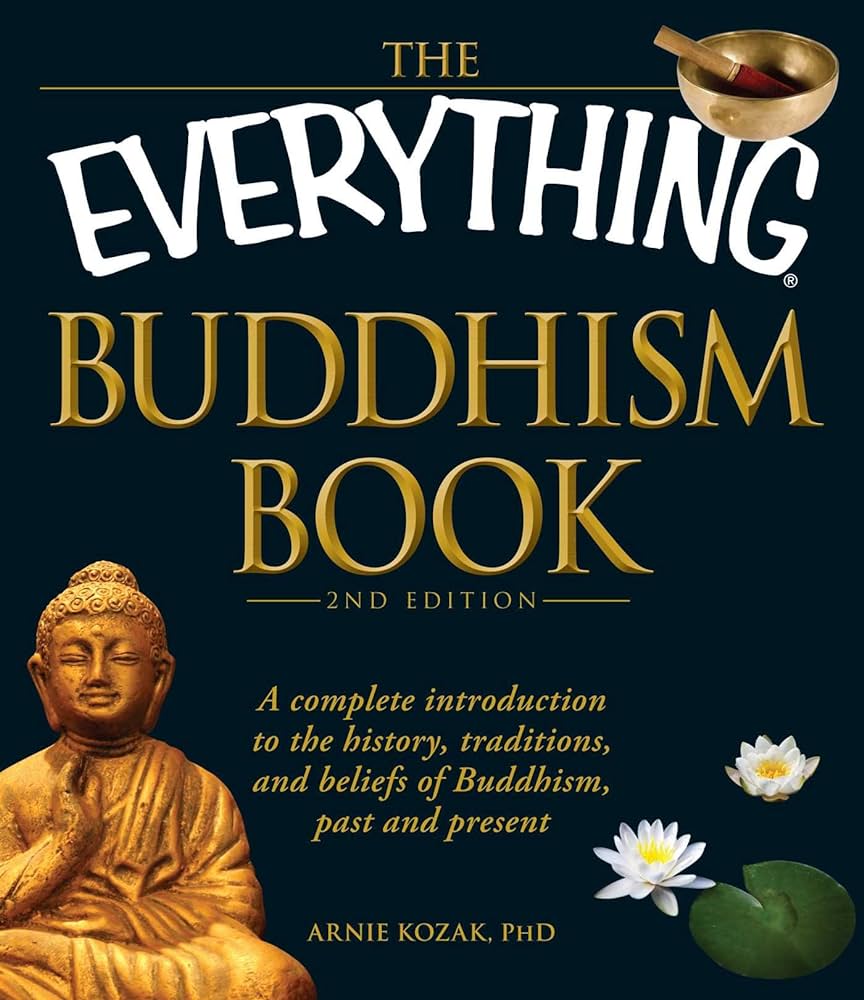 THE
EVERYTHING®
BUDDHISM
BOOK
2ND EDITION
A complete introduction
to the history, traditions,
and beliefs of Buddhism,
past and present
ARNIE KOZAK, PHD